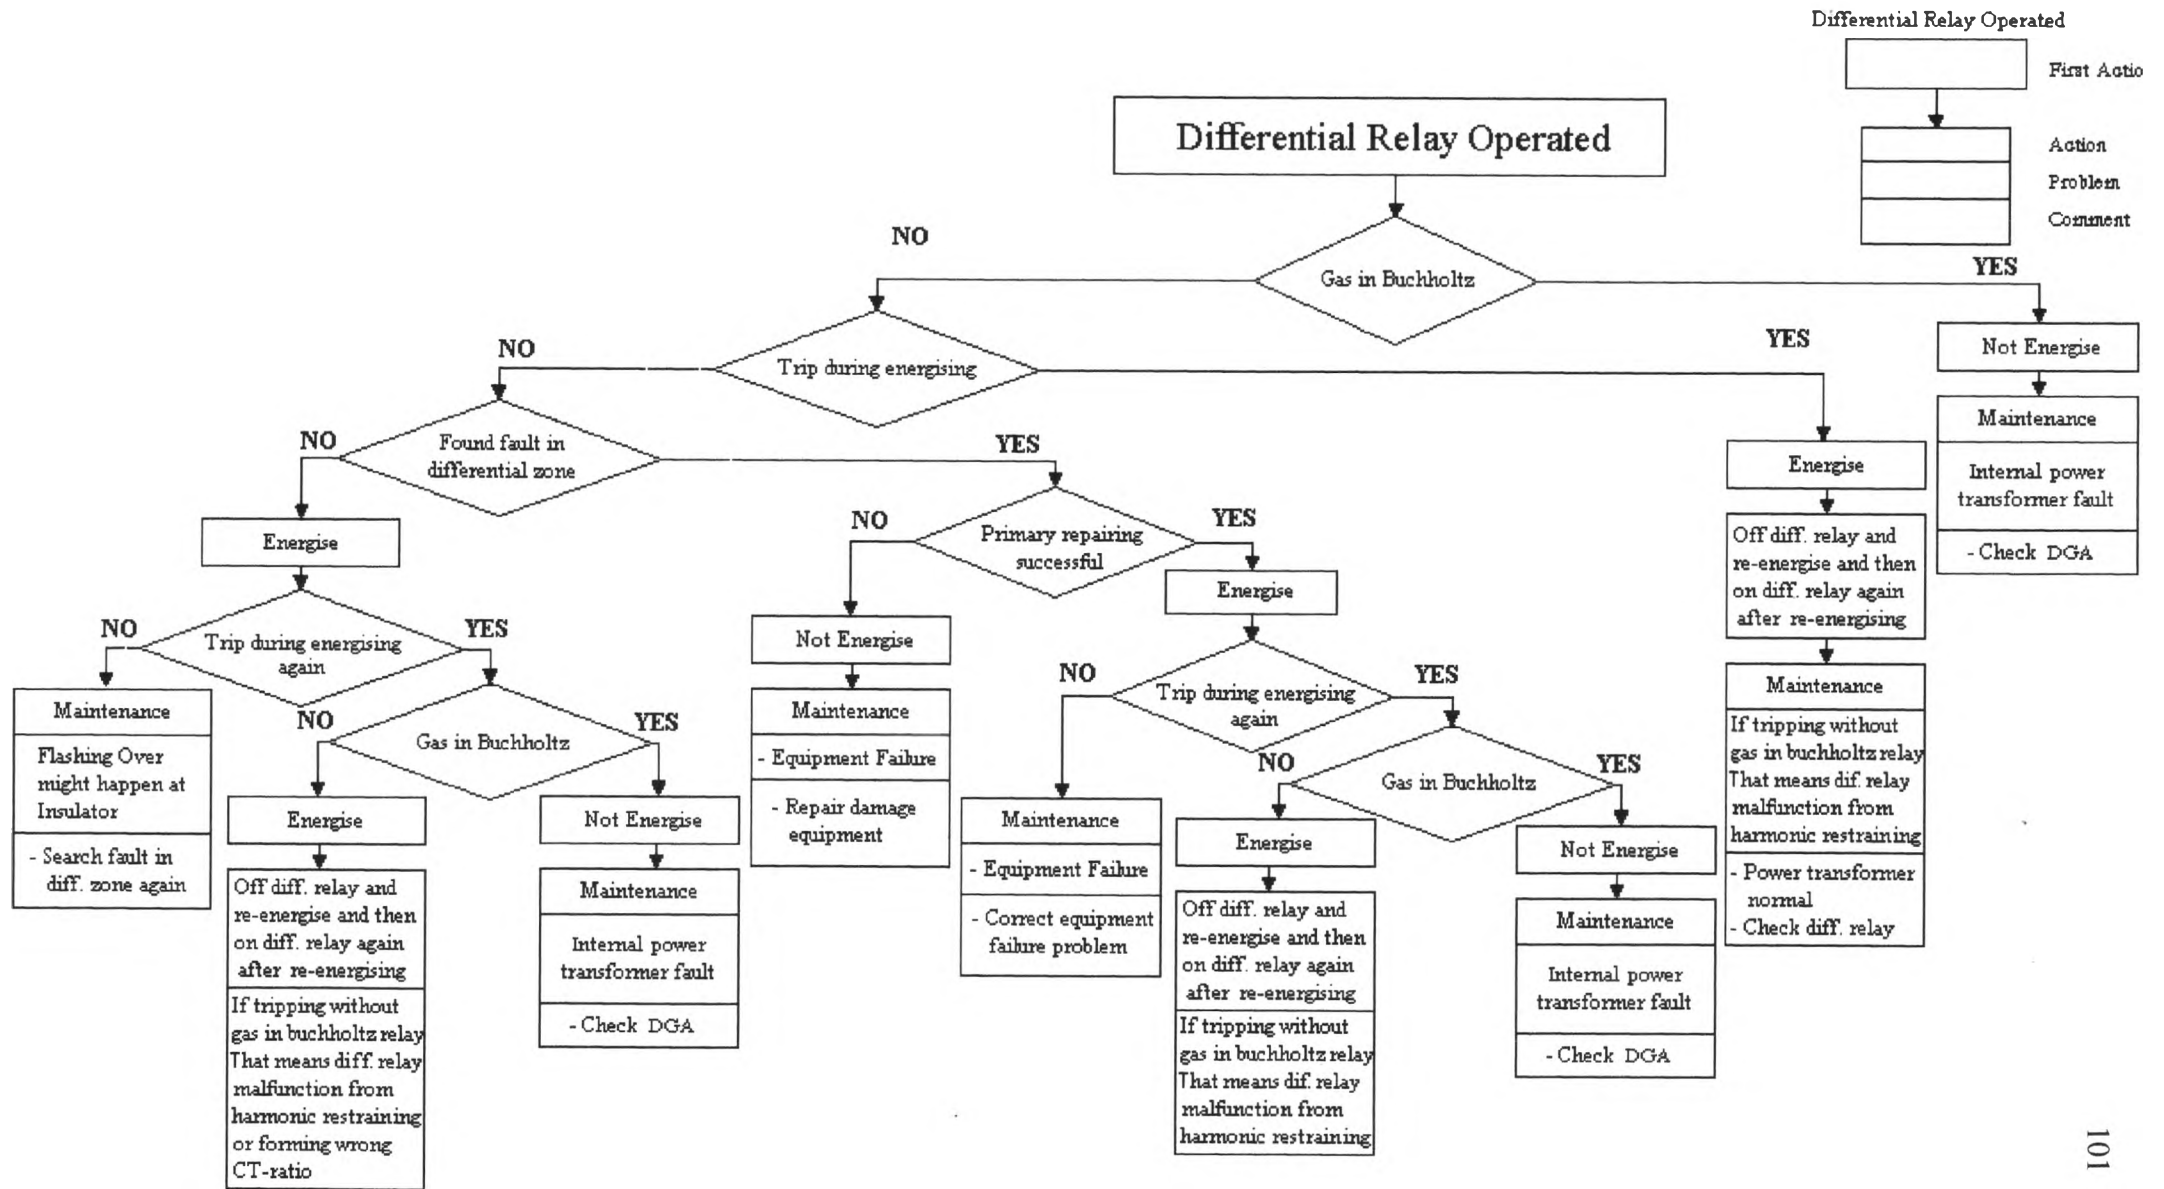 Differential Relay Operated
First Actio
Action
Problem
Comment
Differential Relay Operated
Gas in Buchholtz
NO
YES
Trip during energising
NO
YES
Not Energise
Maintenance
Internal power
transformer fault
- Check DGA
Found fault in
differential zone
NO
YES
Energise
Off diff. relay and
re-energise and then
on diff. relay again
after re-energising
Maintenance
If tripping without
gas in buchholtz relay
That means dif. relay
malfunction from
harmonic restraining
- Power transformer
normal
- Check diff. relay
Energise
Trip during energising
again
NO
YES
Maintenance
Flashing Over
might happen at
Insulator
- Search fault in
diff. zone again
Gas in Buchholtz
NO
YES
Energise
Off diff. relay and
re-energise and then
on diff. relay again
after re-energising
If tripping without
gas in buchholtz relay
That means diff. relay
malfunction from
harmonic restraining
or forming wrong
CT-ratio
Not Energise
Maintenance
Internal power
transformer fault
- Check DGA
Primary repairing
successful
NO
YES
Not Energise
Maintenance
- Equipment Failure
- Repair damage
equipment
Energise
Trip during energising
again
NO
YES
Maintenance
- Equipment Failure
- Correct equipment
failure problem
Gas in Buchholtz
NO
YES
Energise
Off diff. relay and
re-energise and then
on diff. relay again
after re-energising
If tripping without
gas in buchholtz relay
That means dif. relay
malfunction from
harmonic restraining
Not Energise
Maintenance
Internal power
transformer fault
- Check DGA
101